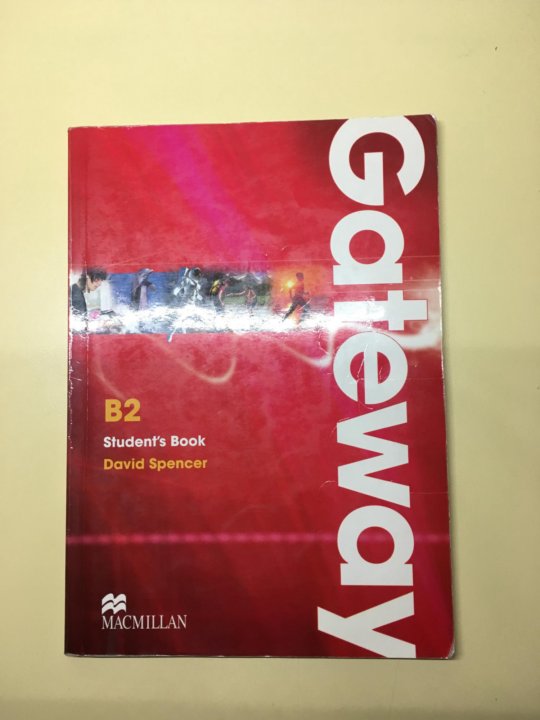 Gateway
B2
Student's Book
David Spencer
MACMILLAN